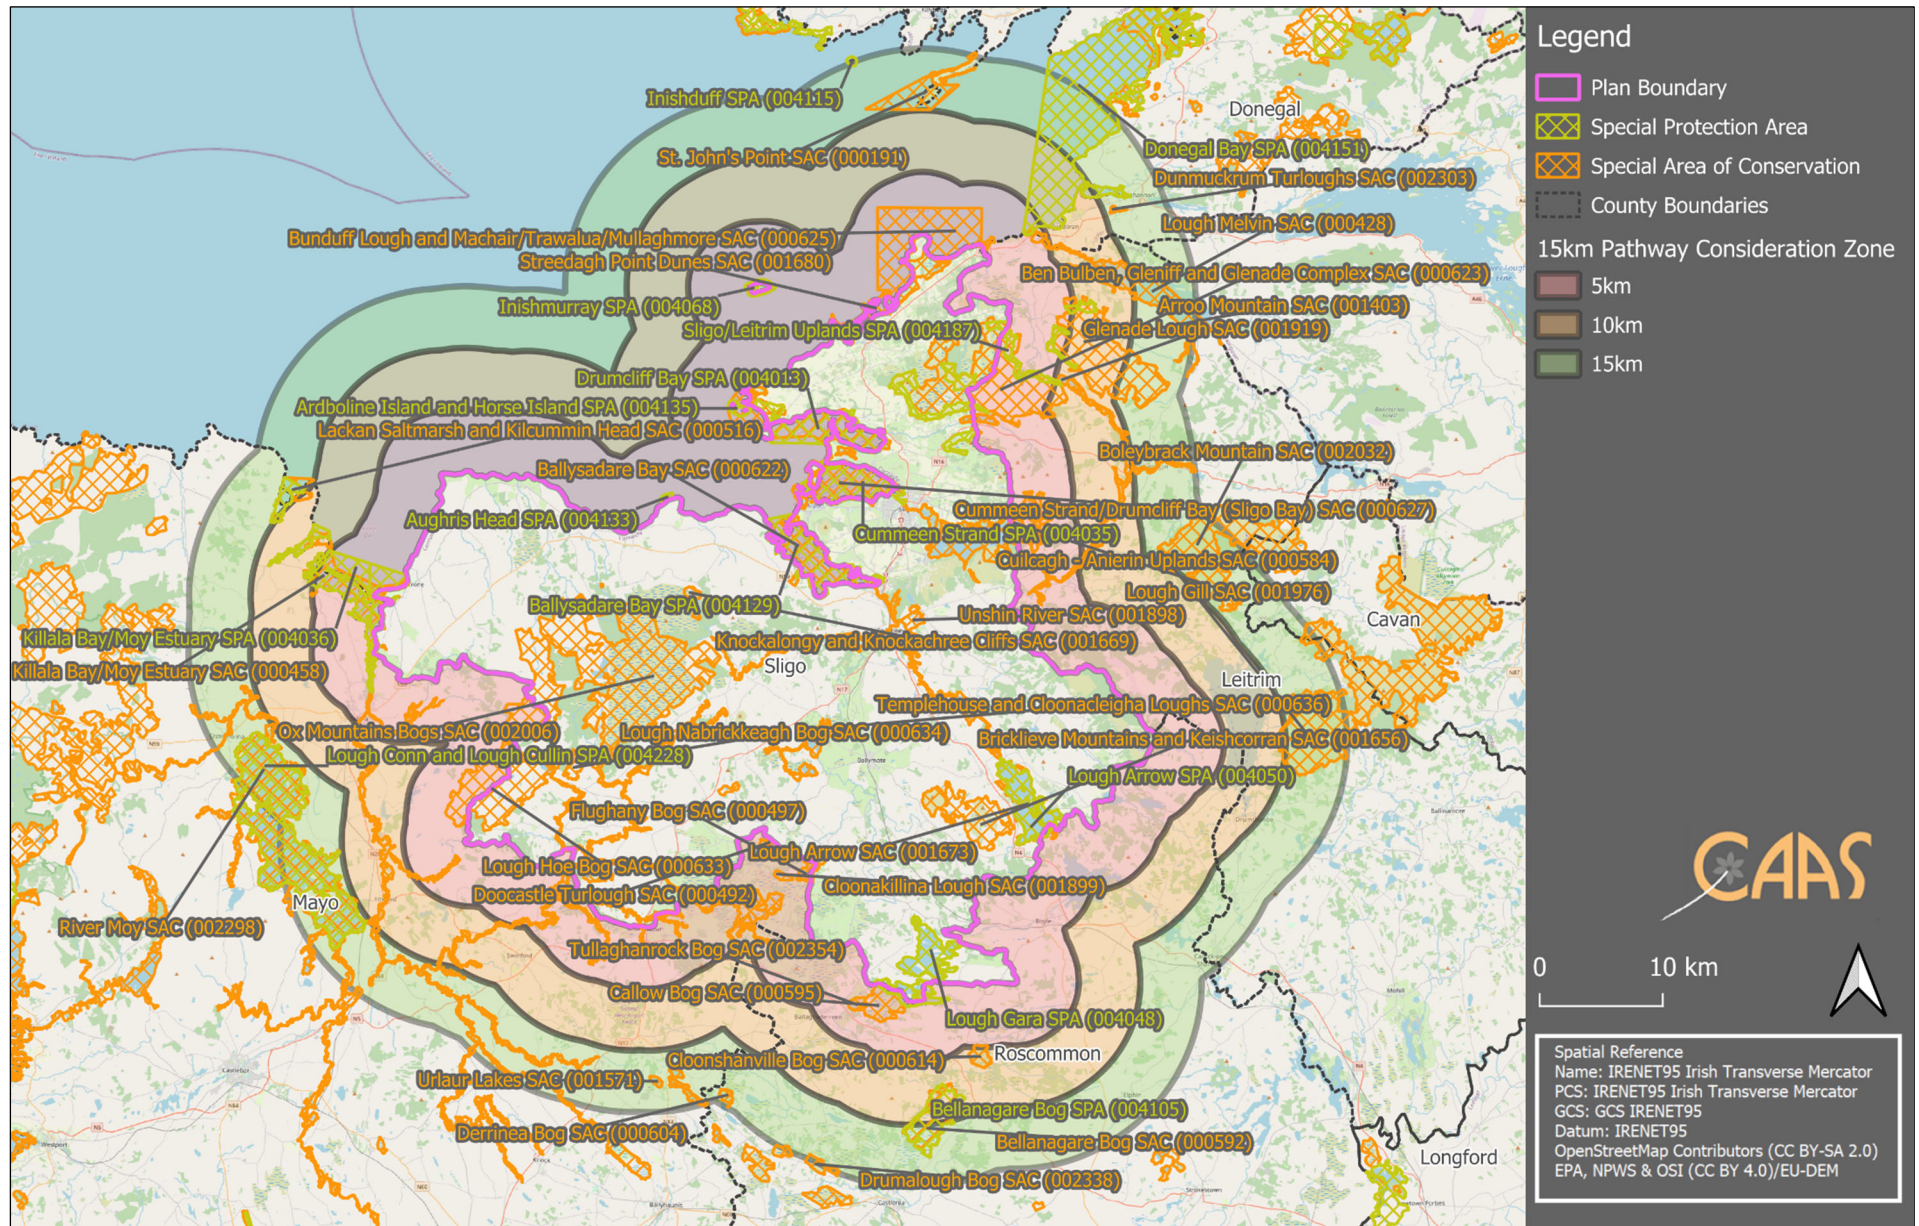 Inishduff SPA (004115)
St. John's Point SAC (000191)
Donegal
Donegal Bay SPA (004151)
Dunmuckrum Turloughs SAC (002303)
Lough Melvin SAC (000428)
Bunduff Lough and Machair/Trawalua/Mullaghmore SAC (000625)
Streedagh Point Dunes SAC (001680)
Ben Bulben, Gleniff and Glenade Complex SAC (000623)
Inishmurray SPA (004068)
Arroo Mountain SAC (001403)
Sligo/Leitrim Uplands SPA (004187)
Glenade Lough SAC (001919)
Drumcliff Bay SPA (004013)
Ardboline Island and Horse Island SPA (004135)
Lackan Saltmarsh and Kilcummin Head SAC (000516)
Boleybrack Mountain SAC (002032)
N16
Ballysadare Bay SAC (000622)
Cummeen Strand/Drumcliff Bay (Sligo Bay) SAC (000627)
Aughris Head SPA (004133)
Cummeen Strand SPA (004035)
Cuilcagh - Anierin Uplands SAC (000584)
Lough Gill SAC (001976)
Ballysadare Bay SPA (004129)
Unshin River SAC (001898)
Cavan
Killala Bay/Moy Estuary SPA (004036)
Knockalongy and Knockachree Cliffs SAC (001669)
Killala Bay/Moy Estuary SAC (000458)
Sligo
Leitrim
N17
Templehouse and Cloonacleigha Loughs SAC (000636)
Ox Mountains Bogs SAC (002006)
Lough Nabrickkeagh Bog SAC (000634)
Bricklieve Mountains and Keishcorran SAC (001656)
Lough Conn and Lough Cullin SPA (004228)
Ballymote
Lough Arrow SPA (004050)
Flughany Bog SAC (000497)
Lough Arrow SAC (001673)
N4
Lough Hoe Bog SAC (000633)
Cloonakillina Lough SAC (001899)
Doocastle Turlough SAC (000492)
Mayo
River Moy SAC (002298)
Boyle
Tullaghanrock Bog SAC (002354)
Swinford
Callow Bog SAC (000595)
Mohill
Lough Gara SPA (004048)
N5
Cloonshanville Bog SAC (000614)
Roscommon
Castlebar
Urlaur Lakes SAC (001571)
Bellanagare Bog SPA (004105)
Derrinea Bog SAC (000604)
Bellanagare Bog SAC (000592)
Westport
Knock
Longford
Drumalough Bog SAC (002338)
Ballyhaunis
Legend
Plan Boundary
Special Protection Area
Special Area of Conservation
County Boundaries
15km Pathway Consideration Zone
5km
10km
15km
CAAS
0 10 km
Spatial Reference
Name: IRENET95 Irish Transverse Mercator
PCS: IRENET95 Irish Transverse Mercator
GCS: GCS IRENET95
Datum: IRENET95
OpenStreetMap Contributors (CC BY-SA 2.0)
EPA, NPWS & OSI (CC BY 4.0)/EU-DEM